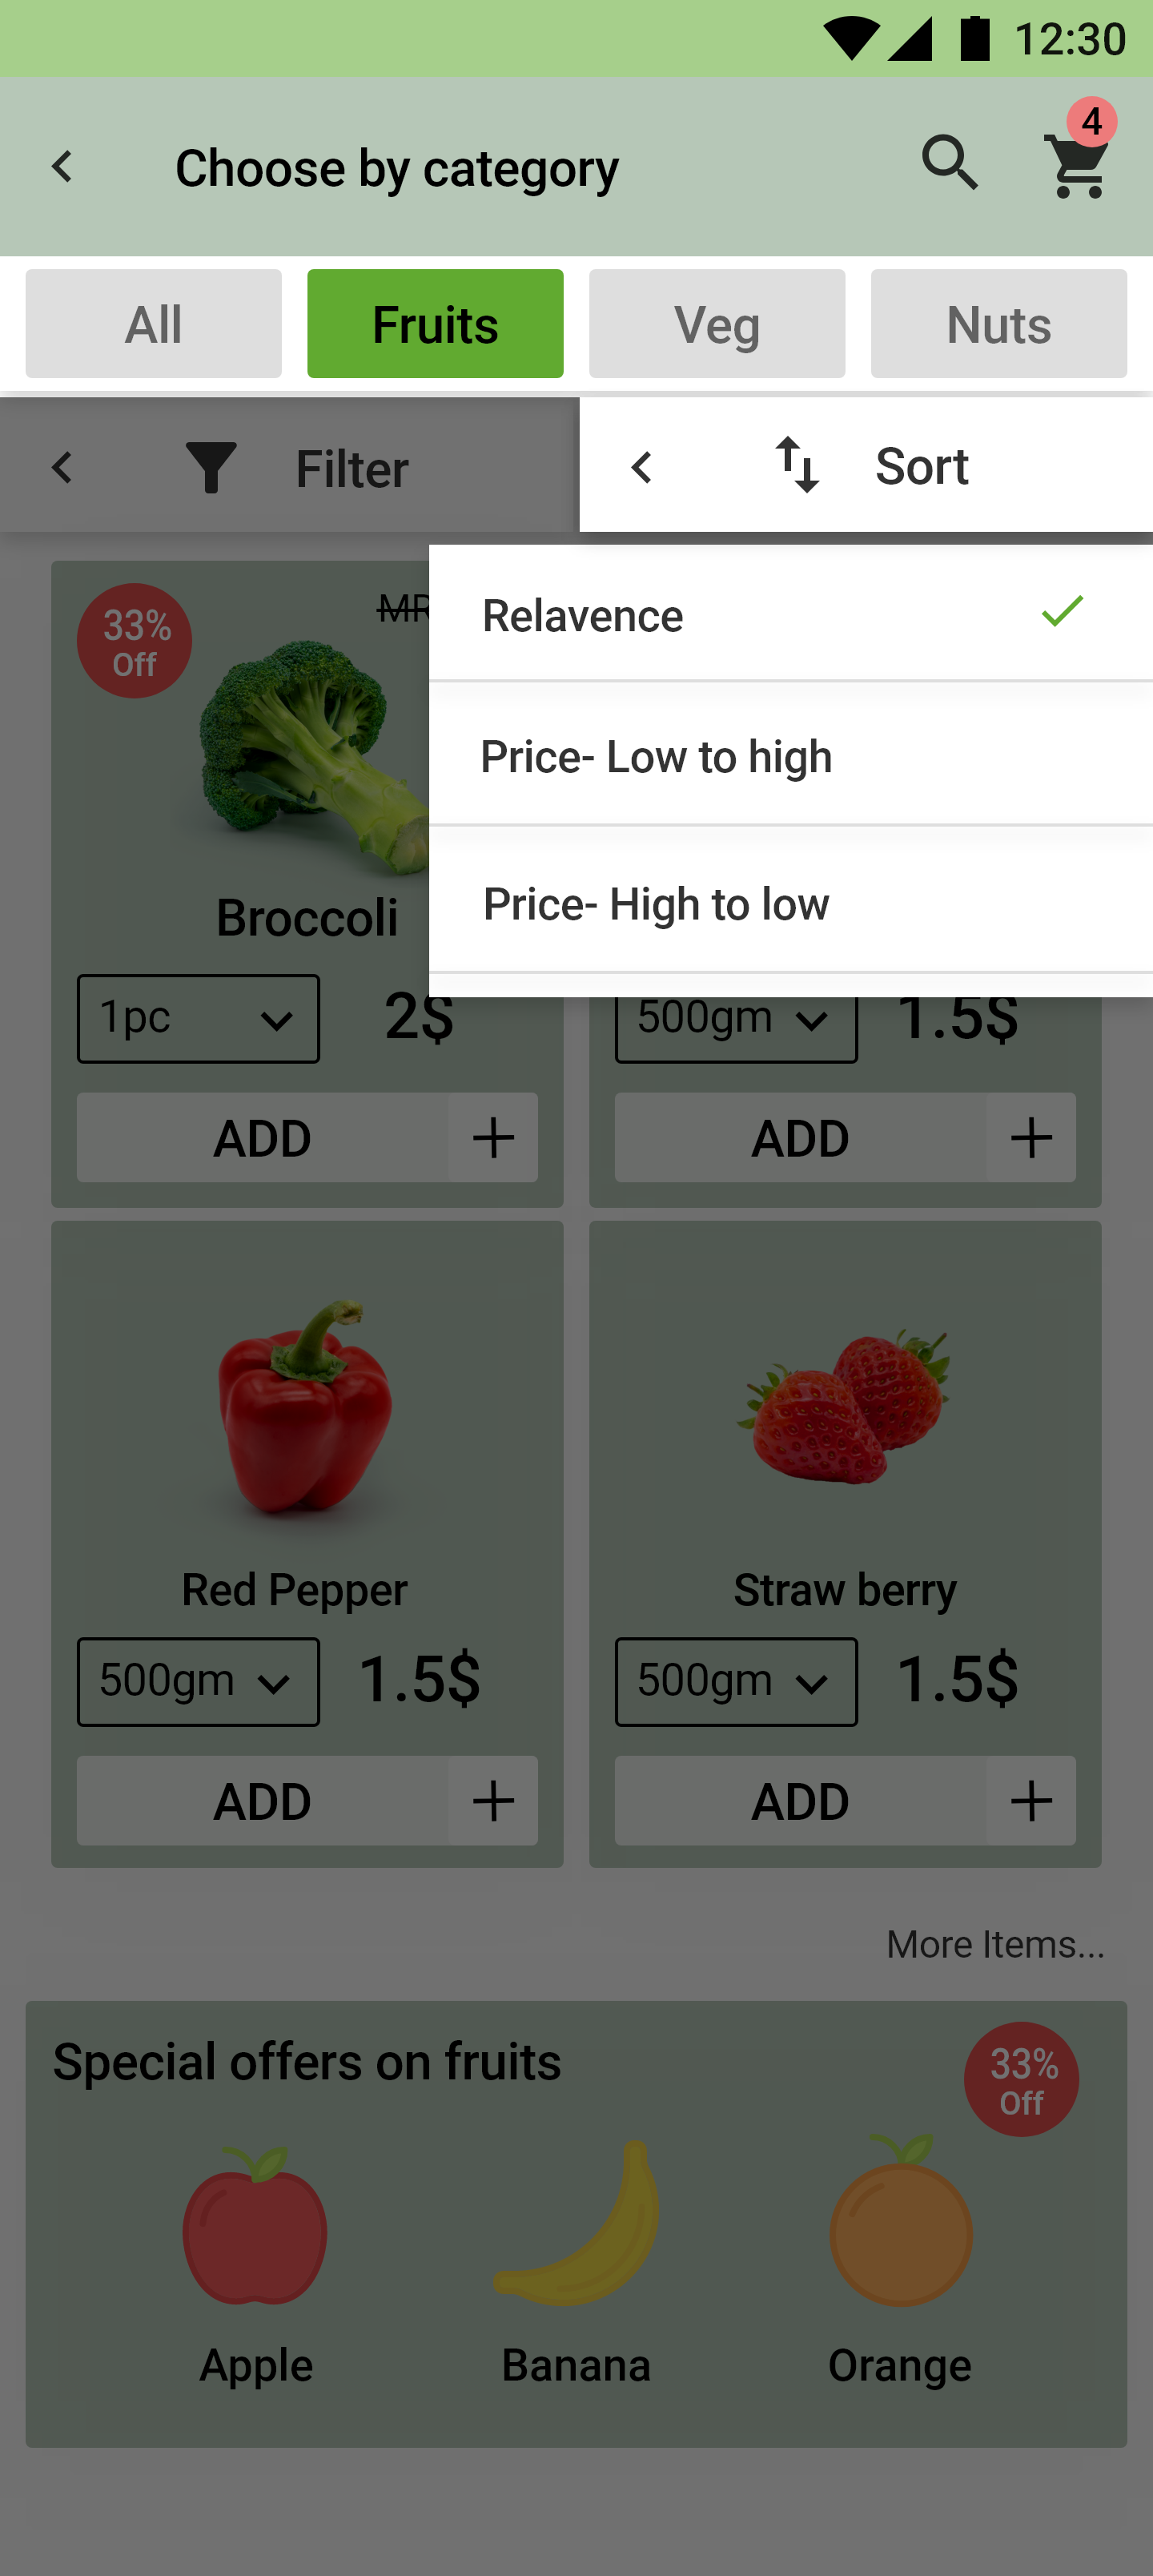 12:30
4
Choose by category
All
Fruits
Veg
Nuts
Filter
Sort
33%
Off
Relavence
Price- Low to high
Price- High to low
Broccoli
1pc
2$
500gm
1.5$
ADD
ADD
Red Pepper
Straw berry
500gm
1.5$
500gm
1.5$
ADD
ADD
More Items...
Special offers on fruits
33%
Off
Apple
Banana
Orange